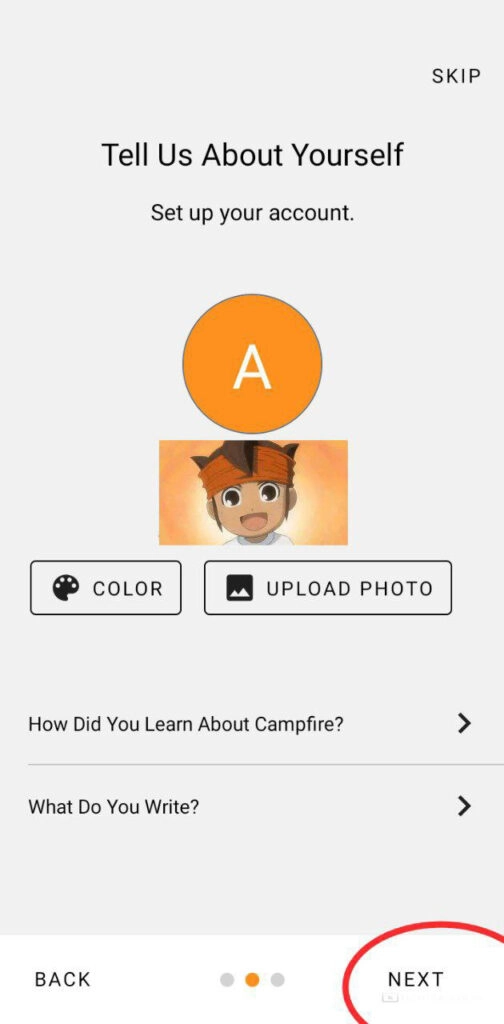 SKIP
Tell Us About Yourself
Set up your account.
A
COLOR
UPLOAD PHOTO
How Did You Learn About Campfire?
What Do You Write?
BACK
NEXT